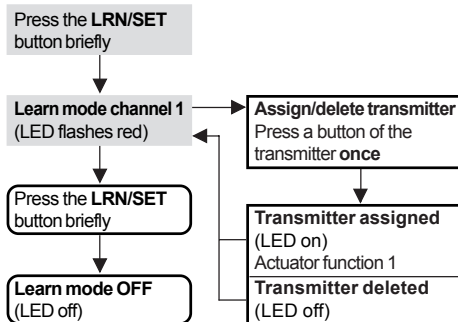 Press the LRN/SET
button briefly
Learn mode channel 1
(LED flashes red)
Assign/delete transmitter
Press a button of the
transmitter once
Press the LRN/SET
button briefly
Transmitter assigned
(LED on)
Actuator function 1
Transmitter deleted
(LED off)
Learn mode OFF
(LED off)